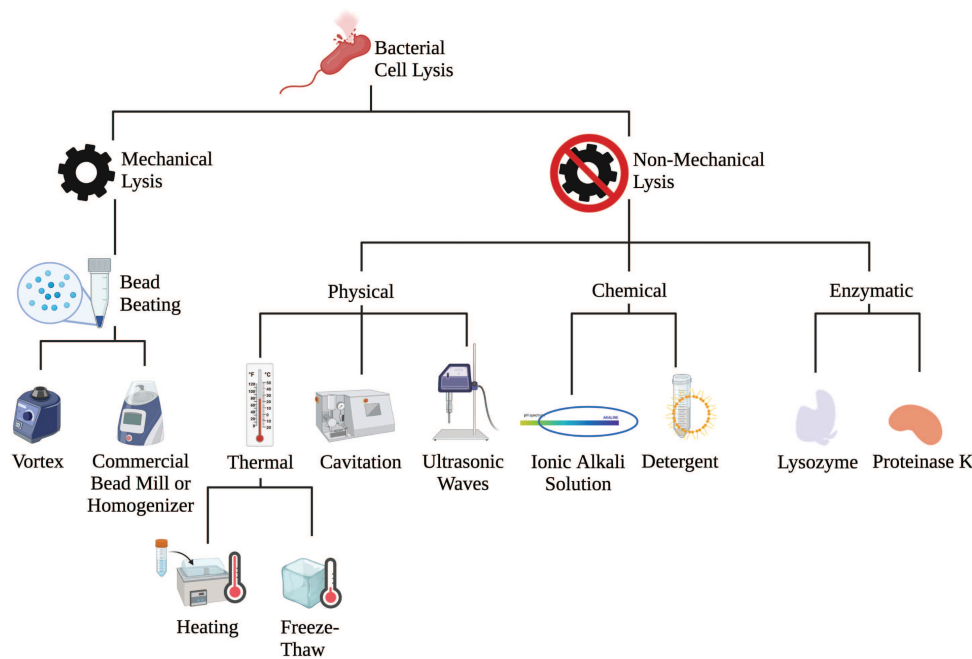 Bacterial
Cell Lysis
Mechanical
Lysis
Non-Mechanical
Lysis
Bead
Beating
Physical
Chemical
Enzymatic
°F
°C
Vortex
Commercial
Bead Mill or
Homogenizer
Thermal
Cavitation
Ultrasonic
Waves
Ionic Alkali
Solution
Detergent
Lysozyme
Proteinase K
Heating
Freeze-
Thaw